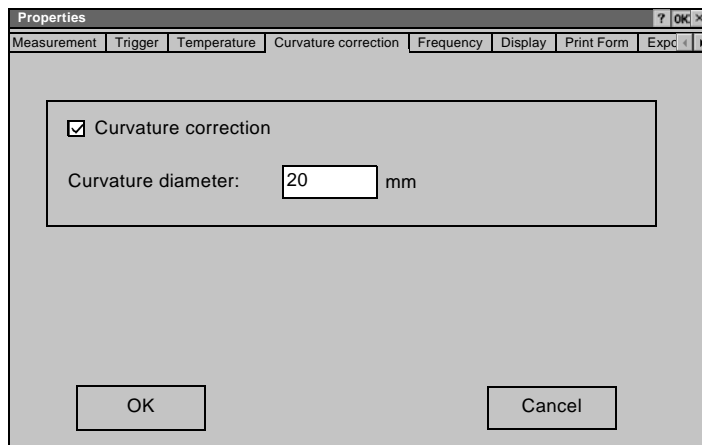 Properties ? OK ×
Measurement Trigger Temperature Curvature correction Frequency Display Print Form Expo
Curvature correction
Curvature diameter: 20 mm
OK Cancel